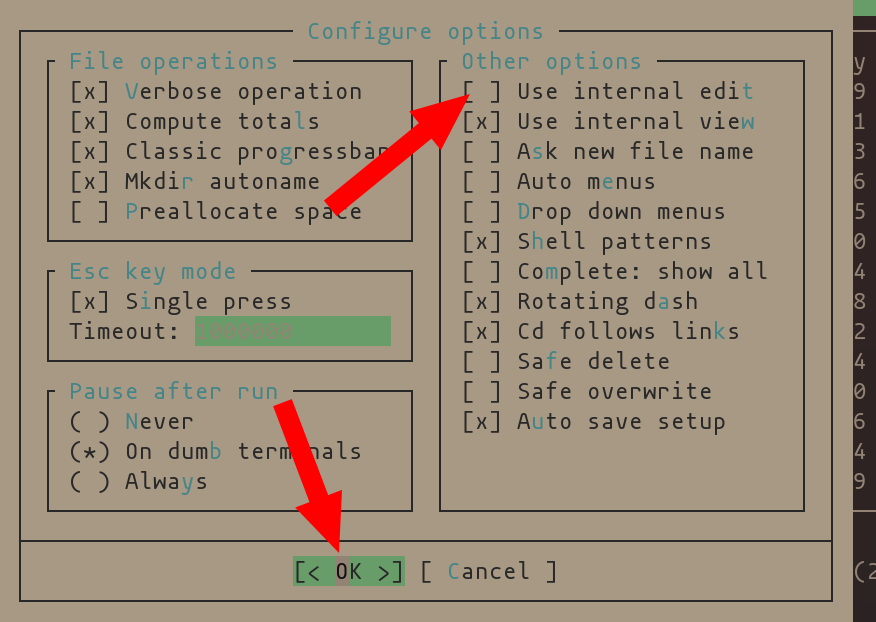 Configure options
File operations
[x] Verbose operation
[x] Compute totals
[x] Classic progressbar
[x] Mkdir autoname
[ ] Preallocate space
Esc key mode
[x] Single press
Timeout: 1000000
Pause after run
( ) Never
(*) On dumb terminals
( ) Always
Other options
[ ] Use internal edit
[x] Use internal view
[ ] Ask new file name
[ ] Auto menus
[ ] Drop down menus
[x] Shell patterns
[ ] Complete: show all
[x] Rotating dash
[x] Cd follows links
[ ] Safe delete
[ ] Safe overwrite
[x] Auto save setup
[< OK >] [ Cancel ]
y
9
1
3
6
5
0
4
8
2
4
0
6
4
9
(2